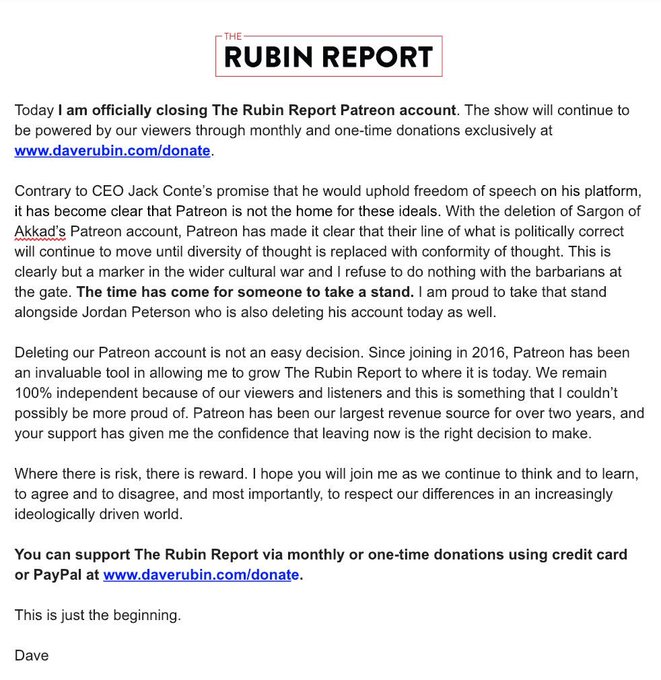 THE
RUBIN REPORT
Today I am officially closing The Rubin Report Patreon account. The show will continue to
be powered by our viewers through monthly and one-time donations exclusively at
www.daverubin.com/donate.
Contrary to CEO Jack Conte's promise that he would uphold freedom of speech on his platform,
it has become clear that Patreon is not the home for these ideals. With the deletion of Sargon of
Akkad's Patreon account, Patreon has made it clear that their line of what is politically correct
will continue to move until diversity of thought is replaced with conformity of thought. This is
clearly but a marker in the wider cultural war and I refuse to do nothing with the barbarians at
the gate. The time has come for someone to take a stand. I am proud to take that stand
alongside Jordan Peterson who is also deleting his account today as well.
Deleting our Patreon account is not an easy decision. Since joining in 2016, Patreon has been
an invaluable tool in allowing me to grow The Rubin Report to where it is today. We remain
100% independent because of our viewers and listeners and this is something that I couldn't
possibly be more proud of. Patreon has been our largest revenue source for over two years, and
your support has given me the confidence that leaving now is the right decision to make.
Where there is risk, there is reward. I hope you will join me as we continue to think and to learn,
to agree and to disagree, and most importantly, to respect our differences in an increasingly
ideologically driven world.
You can support The Rubin Report via monthly or one-time donations using credit card
or PayPal at www.daverubin.com/donate.
This is just the beginning.
Dave